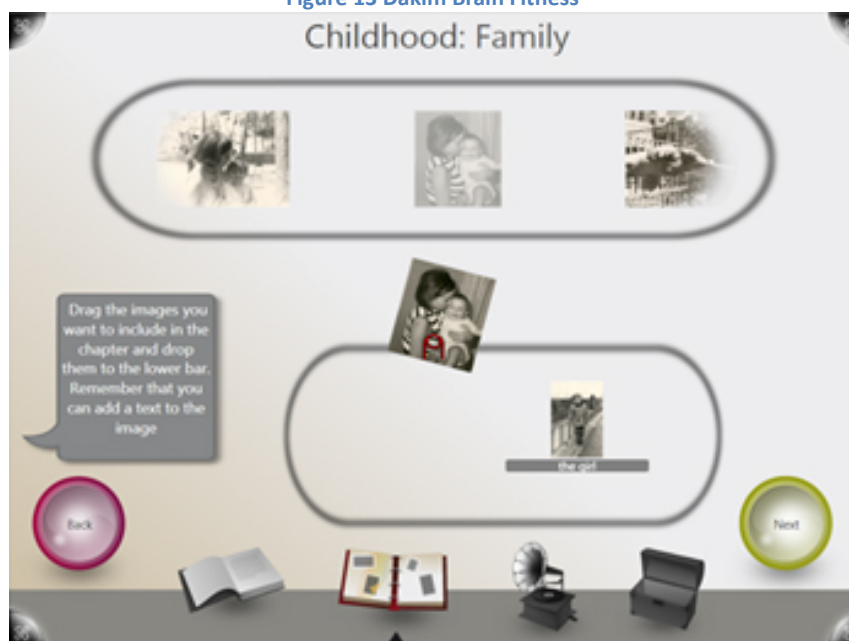 Figure 15 Dakim Brain Fitness
Childhood: Family
Drag the images you
want to include in the
chapter and drop
them to the lower bar.
Remember that you
can add a text to the
image
the girl
Back
Next